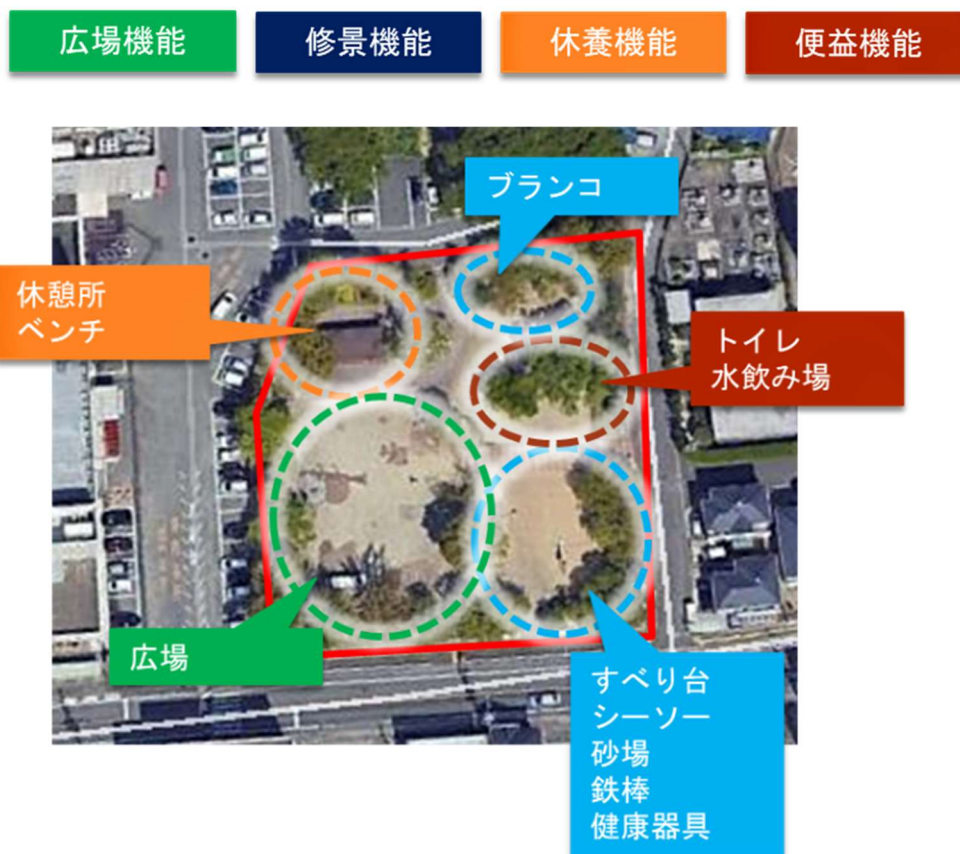 広場機能
修景機能
休養機能
便益機能
ブランコ
休憩所
ベンチ
トイレ
水飲み場
広場
すべり台
シーソー
砂場
鉄棒
健康器具